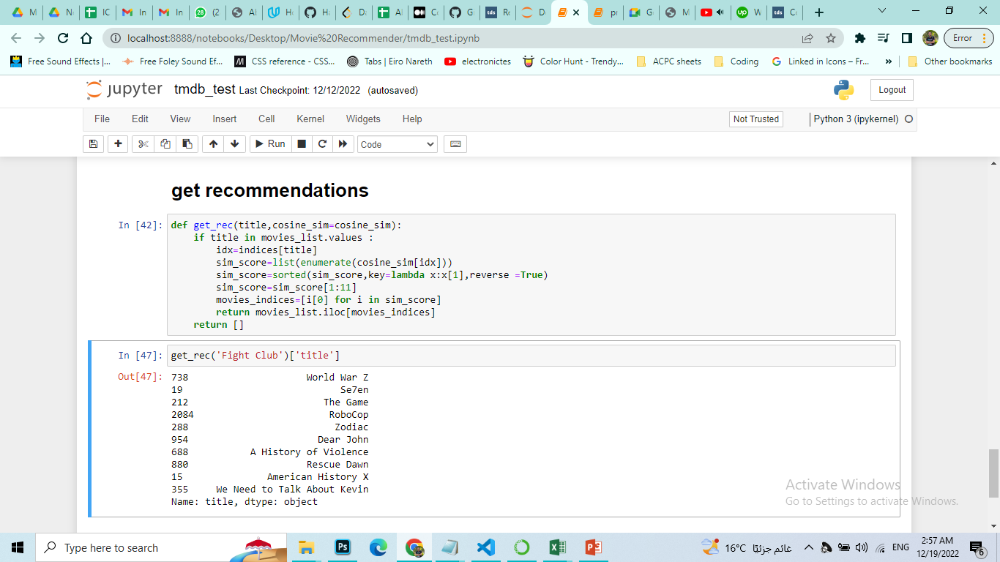 M
N
IC
In
In
(2
Al
Ho
Ha
Da
Al
Co
G
Re
D
pr
G
M
W
Co
localhost:8888/notebooks/Desktop/Movie%20Recommender/tmdb_test.ipynb
Error
Free Sound Effects |...
Free Foley Sound Ef...
CSS reference - CSS...
Tabs | Eiro Nareth
electronictes
Color Hunt - Trendy...
ACPC sheets
Coding
Linked in Icons – Fr...
»
Other bookmarks
jupyter tmdb_test Last Checkpoint: 12/12/2022 (autosaved)
Logout
File Edit View Insert Cell Kernel Widgets Help
Not Trusted
Python 3 (ipykernel)
Run
Code
get recommendations
In [42]:
def get_rec(title,cosine_sim=cosine_sim):
    if title in movies_list.values :
        idx=indices[title]
        sim_score=list(enumerate(cosine_sim[idx]))
        sim_score=sorted(sim_score,key=lambda x:x[1],reverse =True)
        sim_score=sim_score[1:11]
        movies_indices=[i[0] for i in sim_score]
        return movies_list.iloc[movies_indices]
    return []
In [47]:
get_rec('Fight Club')['title']
Out[47]:
738 World War Z
19 Se7en
212 The Game
2084 RoboCop
288 Zodiac
954 Dear John
688 A History of Violence
880 Rescue Dawn
15 American History X
355 We Need to Talk About Kevin
Name: title, dtype: object
Activate Windows
Go to Settings to activate Windows.
Type here to search
Ps
16°C غائم جزئيًا
ENG
2:57 AM
12/19/2022
6